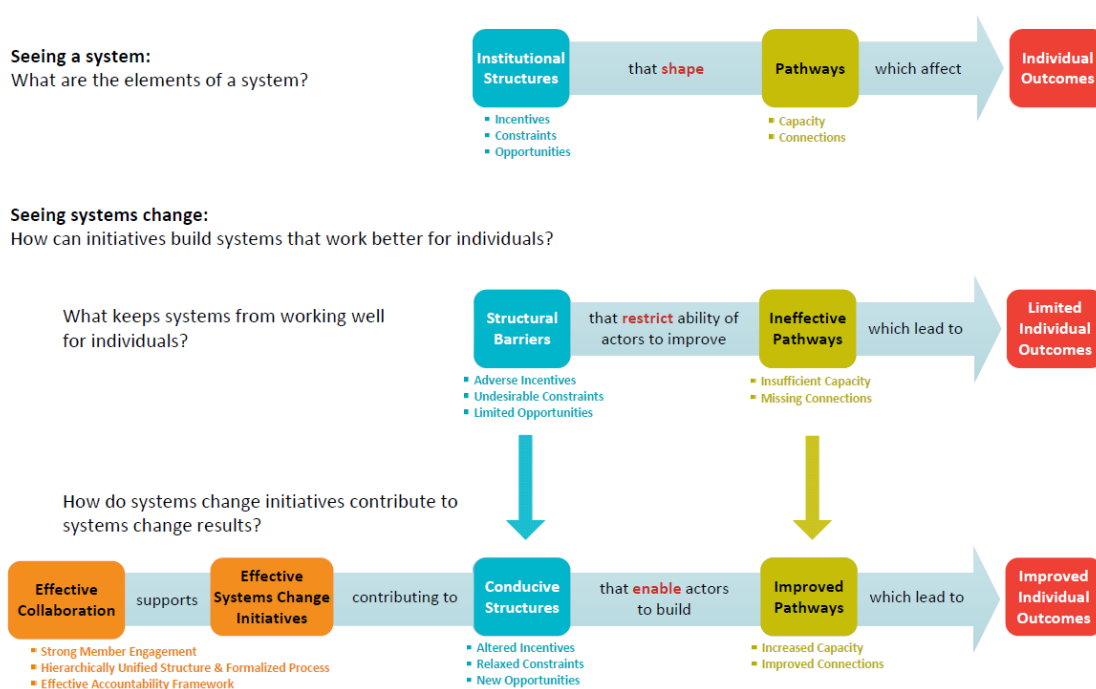 Seeing a system:
What are the elements of a system?
Institutional
Structures
that shape
Pathways
which affect
Individual
Outcomes
▪ Incentives
▪ Constraints
▪ Opportunities
▪ Capacity
▪ Connections
Seeing systems change:
How can initiatives build systems that work better for individuals?
What keeps systems from working well
for individuals?
Structural
Barriers
that restrict ability of
actors to improve
Ineffective
Pathways
which lead to
Limited
Individual
Outcomes
▪ Adverse Incentives
▪ Undesirable Constraints
▪ Limited Opportunities
▪ Insufficient Capacity
▪ Missing Connections
How do systems change initiatives contribute to
systems change results?
Effective
Collaboration
supports
Effective
Systems Change
Initiatives
contributing to
Conducive
Structures
that enable actors
to build
Improved
Pathways
which lead to
Improved
Individual
Outcomes
▪ Strong Member Engagement
▪ Hierarchically Unified Structure & Formalized Process
▪ Effective Accountability Framework
▪ Altered Incentives
▪ Relaxed Constraints
▪ New Opportunities
▪ Increased Capacity
▪ Improved Connections